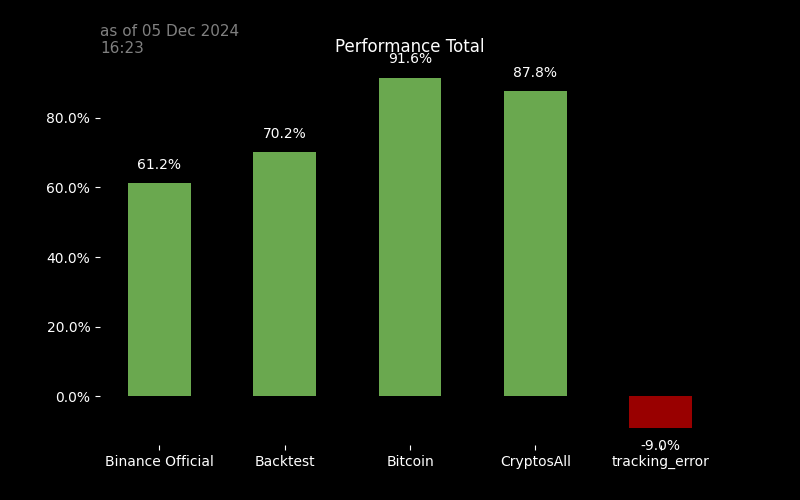 as of 05 Dec 2024
16:23
Performance Total
91.6%
87.8%
80.0%
70.2%
61.2%
60.0%
40.0%
20.0%
0.0%
-9.0%
Binance Official
Backtest
Bitcoin
CryptosAll
tracking_error